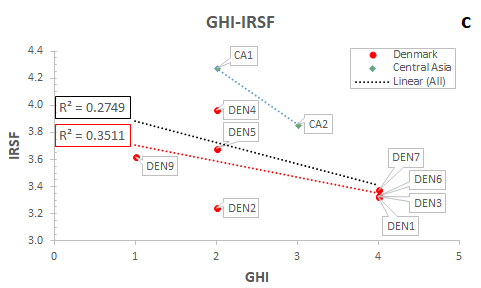 GHI-IRSF
c
Denmark
Central Asia
Linear (All)
4.4
4.2
4.0
3.8
3.6
3.4
3.2
3.0
IRSF
R² = 0.2749
R² = 0.3511
CA1
DEN4
CA2
DEN5
DEN9
DEN7
DEN6
DEN2
DEN3
DEN1
0
1
2
3
4
5
GHI